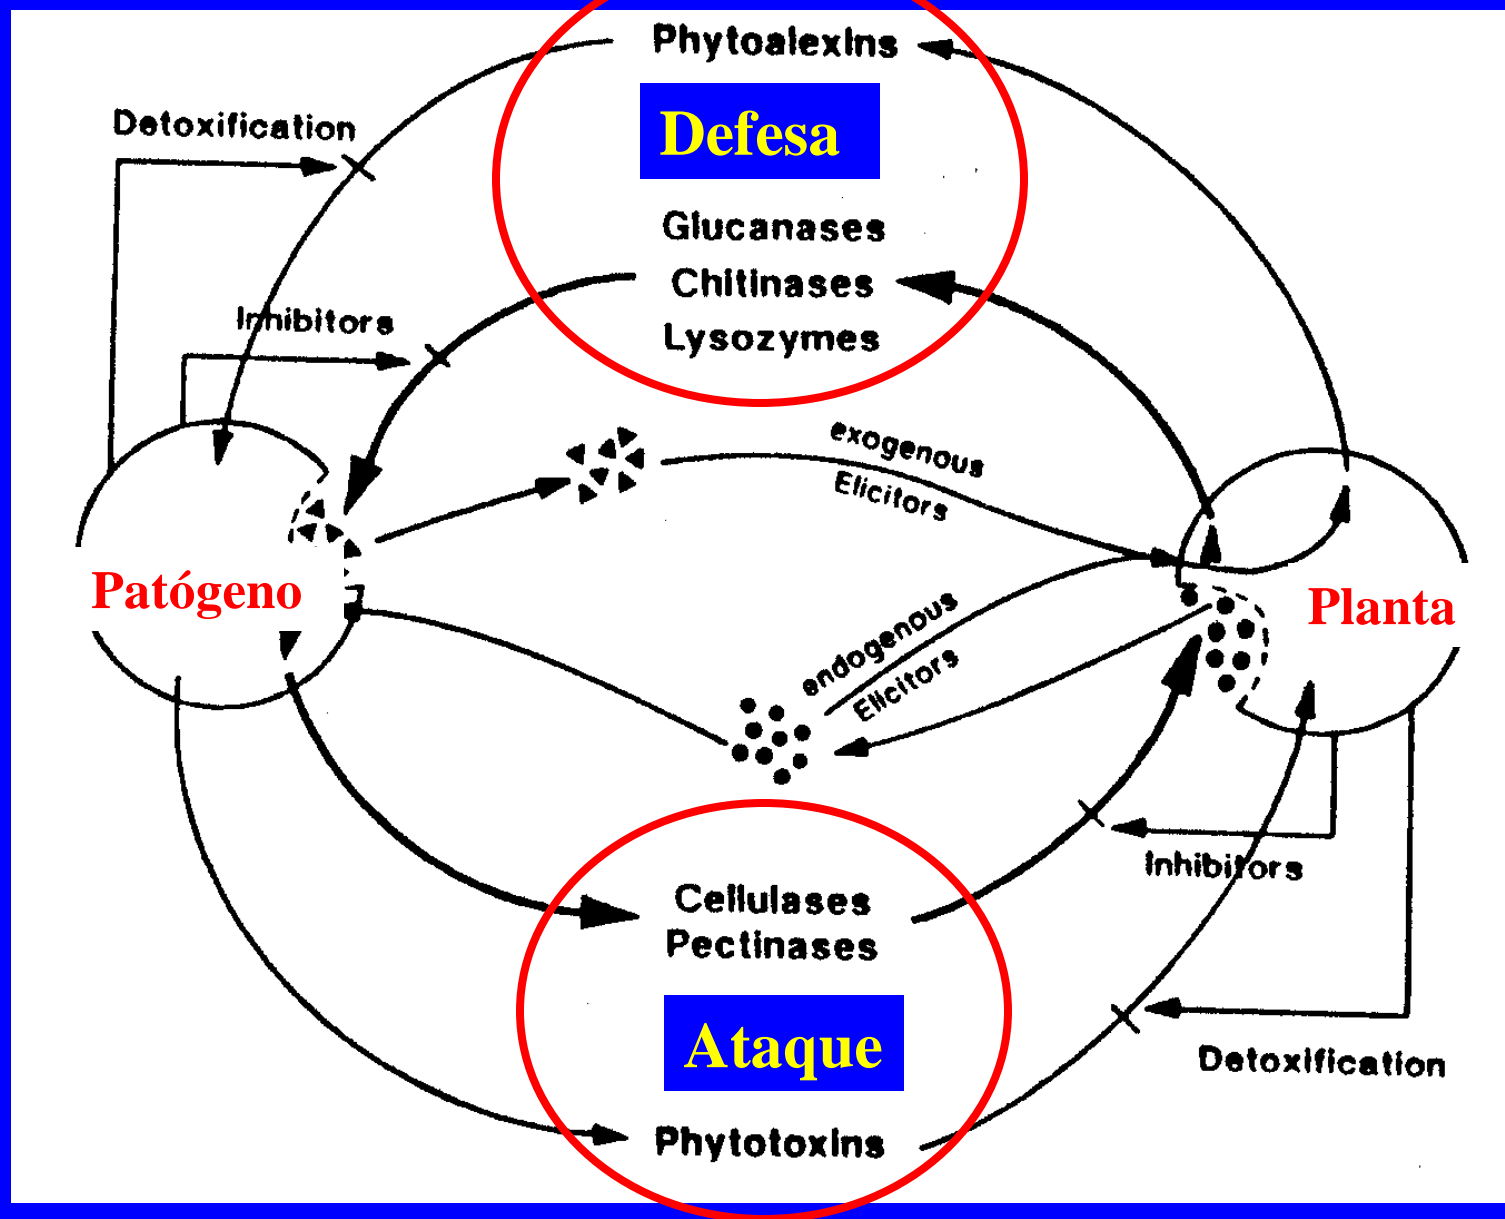 Phytoalexins
Detoxification
Defesa
Glucanases
Chitinases
Inhibitors
Lysozymes
exogenous
Elicitors
Patógeno
Planta
endogenous
Elicitors
Inhibitors
Cellulases
Pectinases
Ataque
Detoxification
Phytotoxins